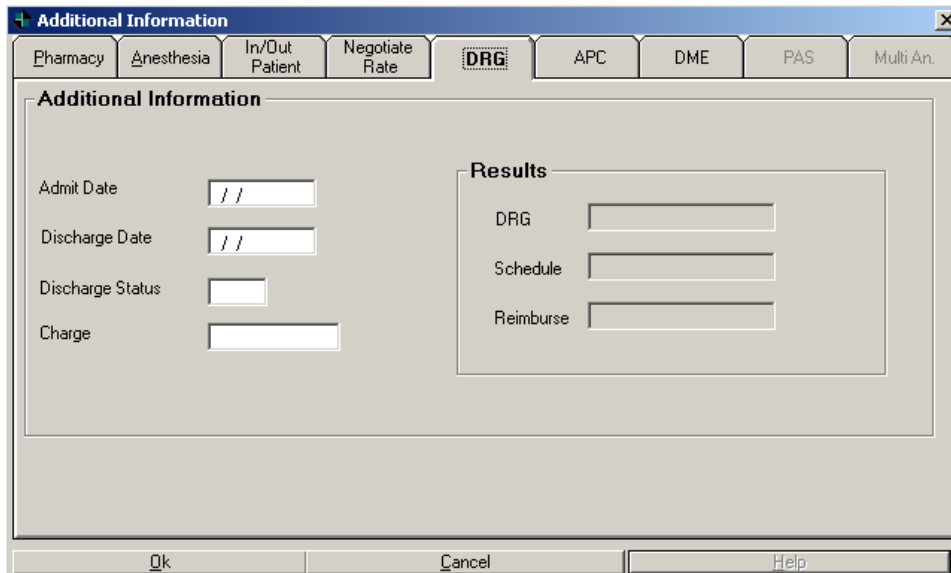 Additional Information
Pharmacy Anesthesia In/Out Patient Negotiate Rate DRG APC DME PAS Multi An.
Additional Information
Admit Date / /
Discharge Date / /
Discharge Status
Charge
Results
DRG
Schedule
Reimburse
Ok Cancel Help